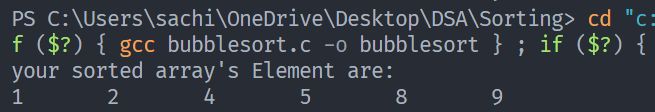 PS C:\Users\sachi\OneDrive\Desktop\DSA\Sorting> cd "c:
f ($?) { gcc bubblesort.c -o bubblesort } ; if ($?) {
your sorted array's Element are:
1 2 4 5 8 9